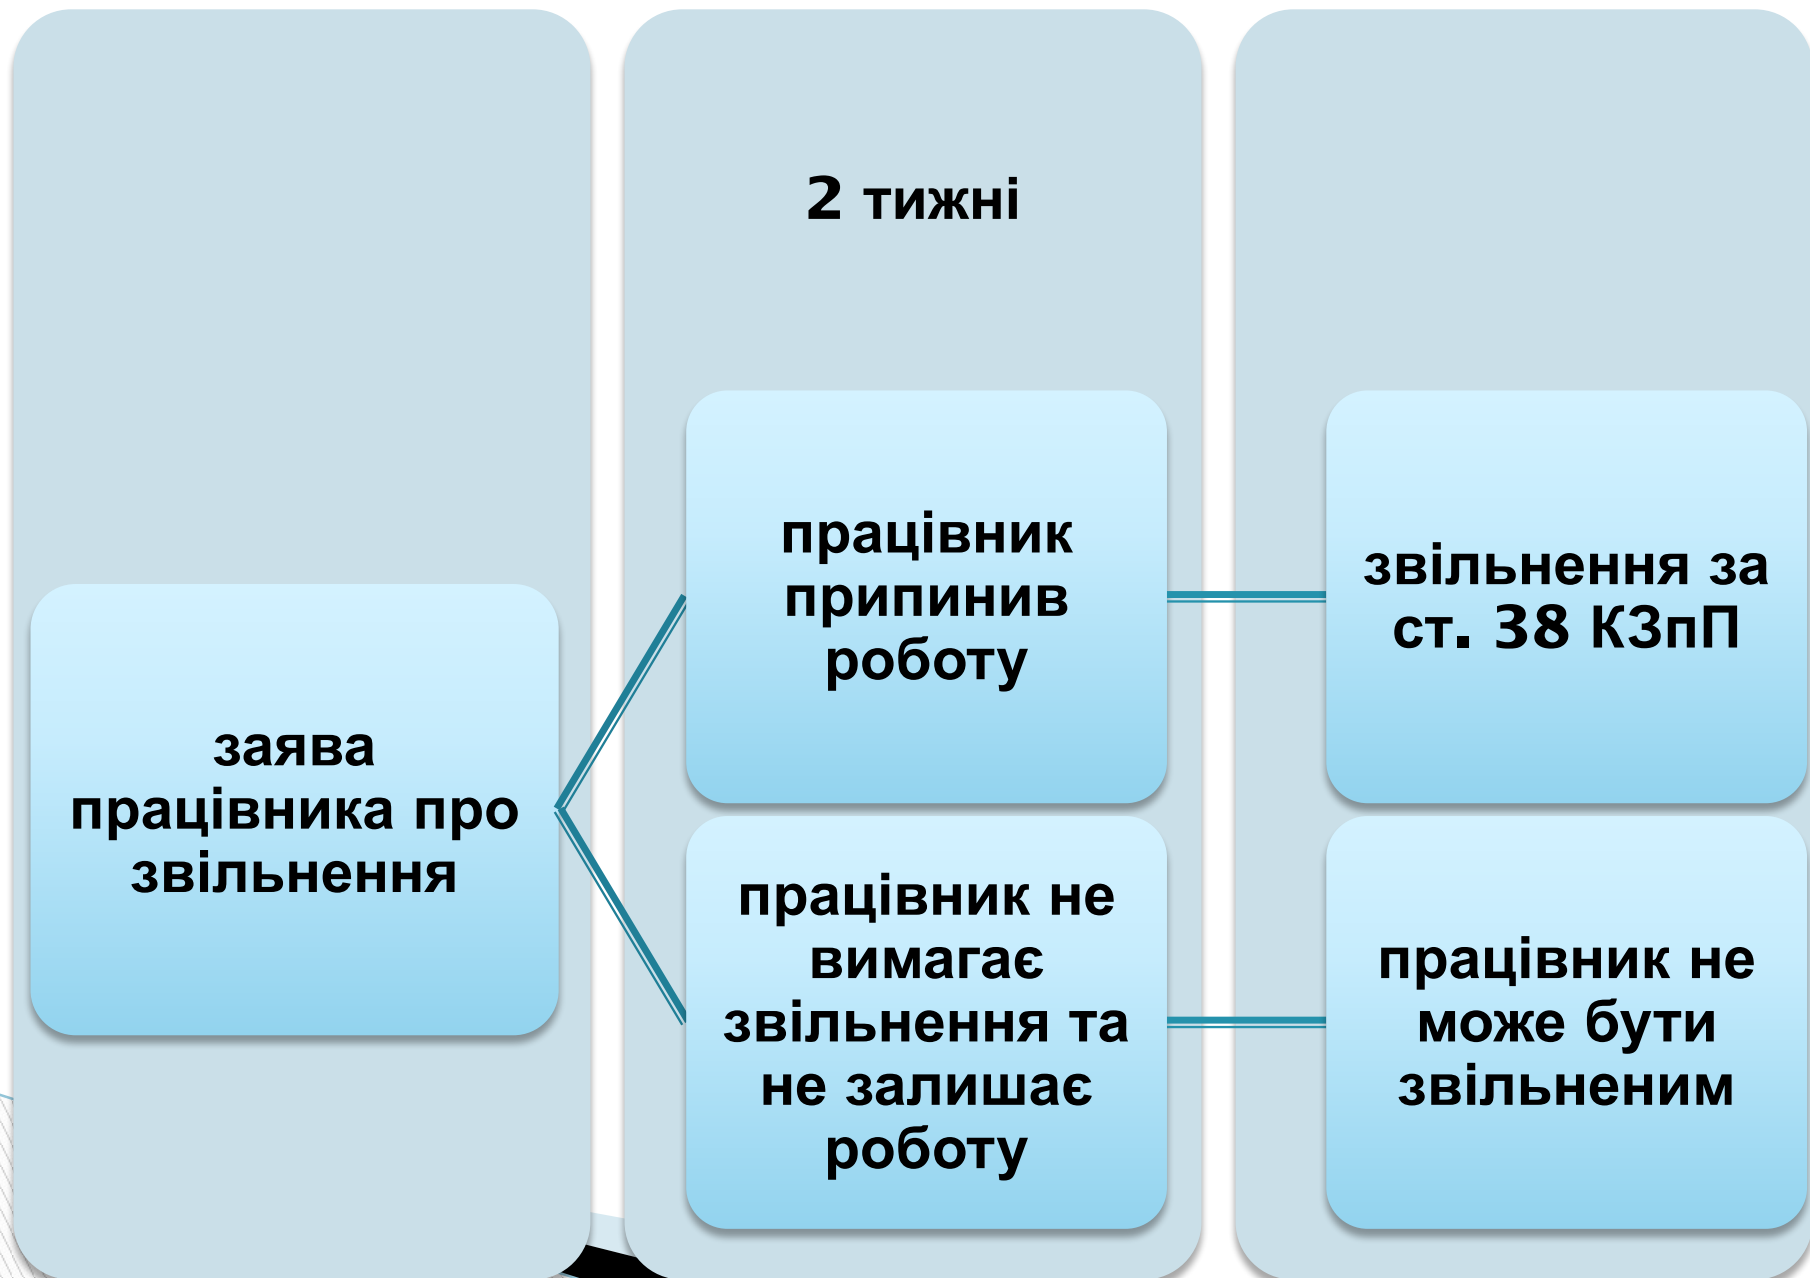 2 тижні
заява
працівника про
звільнення
працівник
припинив
роботу
звільнення за
ст. 38 КЗпП
працівник не
вимагає
звільнення та
не залишає
роботу
працівник не
може бути
звільненим